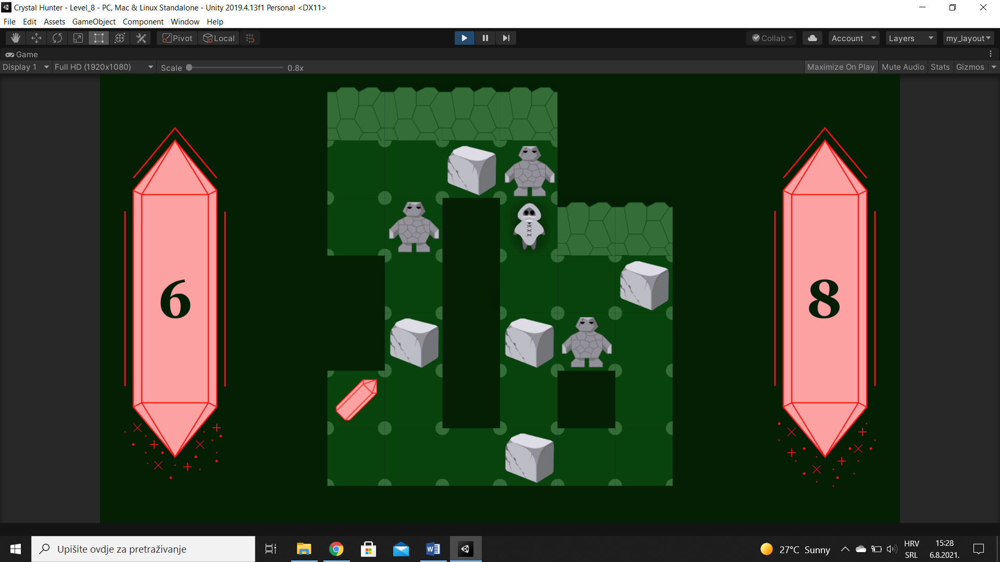 Crystal Hunter - Level_8 - PC, Mac & Linux Standalone - Unity 2019.4.13f1 Personal <DX11>
File Edit Assets GameObject Component Window Help
Pivot Local Collab Account Layers my_layout
Game
Display 1 Full HD (1920x1080) Scale 0.8x Maximize On Play Mute Audio Stats Gizmos
6 8
Upišite ovdje za pretraživanje 27°C Sunny HRV 15:28
SRL 6.8.2021.